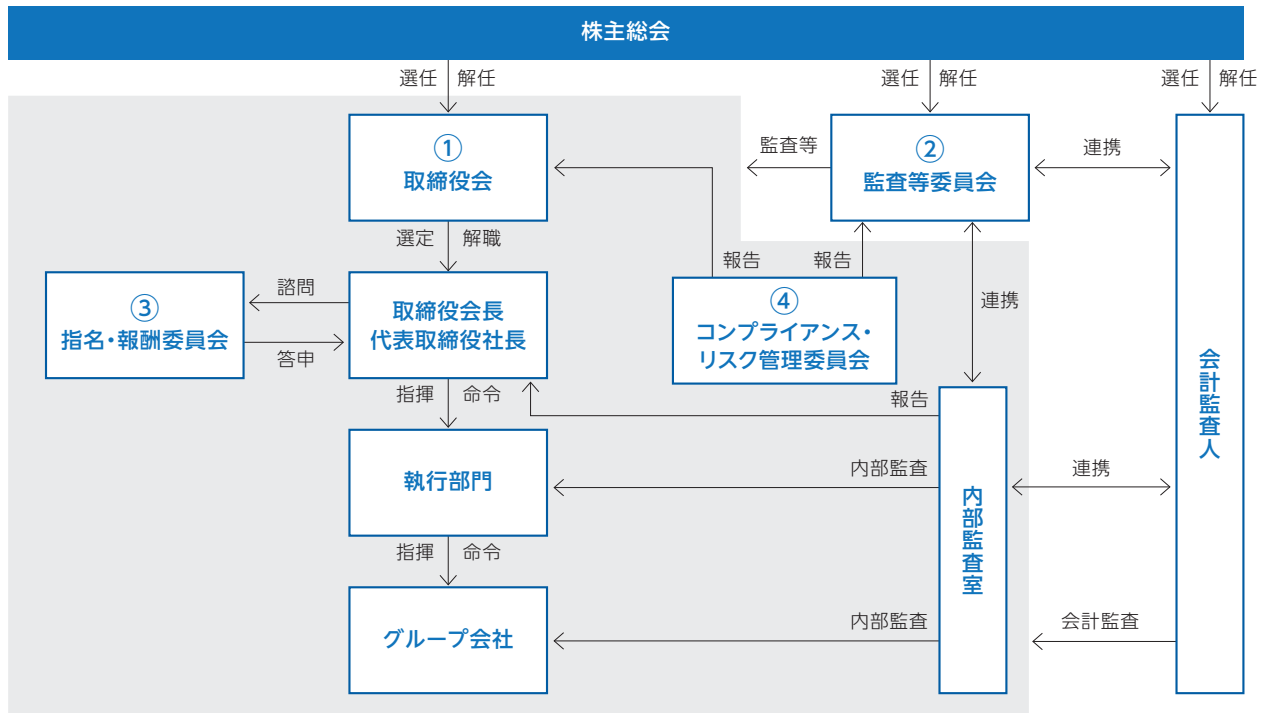 株主総会
選任 解任
選任 解任
選任 解任
①
取締役会
監査等
②
監査等委員会
連携
選定 解職
報告
報告
③
指名・報酬委員会
諮問
答申
取締役会長
代表取締役社長
④
コンプライアンス・
リスク管理委員会
連携
会計監査人
指揮 命令
報告
執行部門
内部監査
内部監査室
連携
指揮 命令
グループ会社
内部監査
会計監査